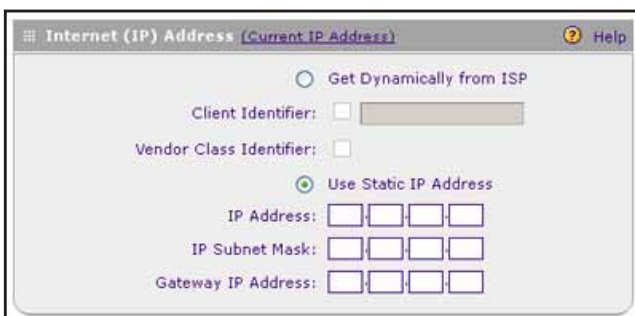 Internet (IP) Address (Current IP Address) Help
Get Dynamically from ISP
Client Identifier:
Vendor Class Identifier:
Use Static IP Address
IP Address:
IP Subnet Mask:
Gateway IP Address: